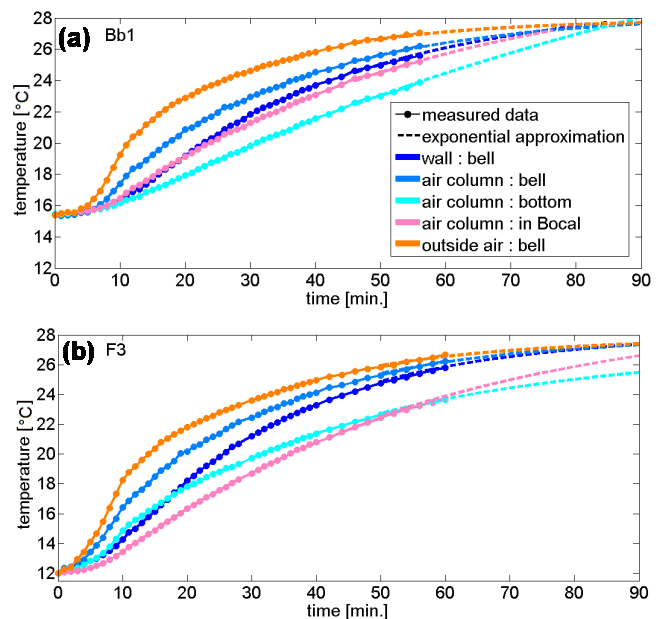 (a) Bb1
28
26
24
22
20
18
16
14
12
temperature [°C]
measured data
exponential approximation
wall : bell
air column : bell
air column : bottom
air column : in Bocal
outside air : bell
0 10 20 30 40 50 60 70 80 90
time [min.]
(b) F3
28
26
24
22
20
18
16
14
12
temperature [°C]
0 10 20 30 40 50 60 70 80 90
time [min.]